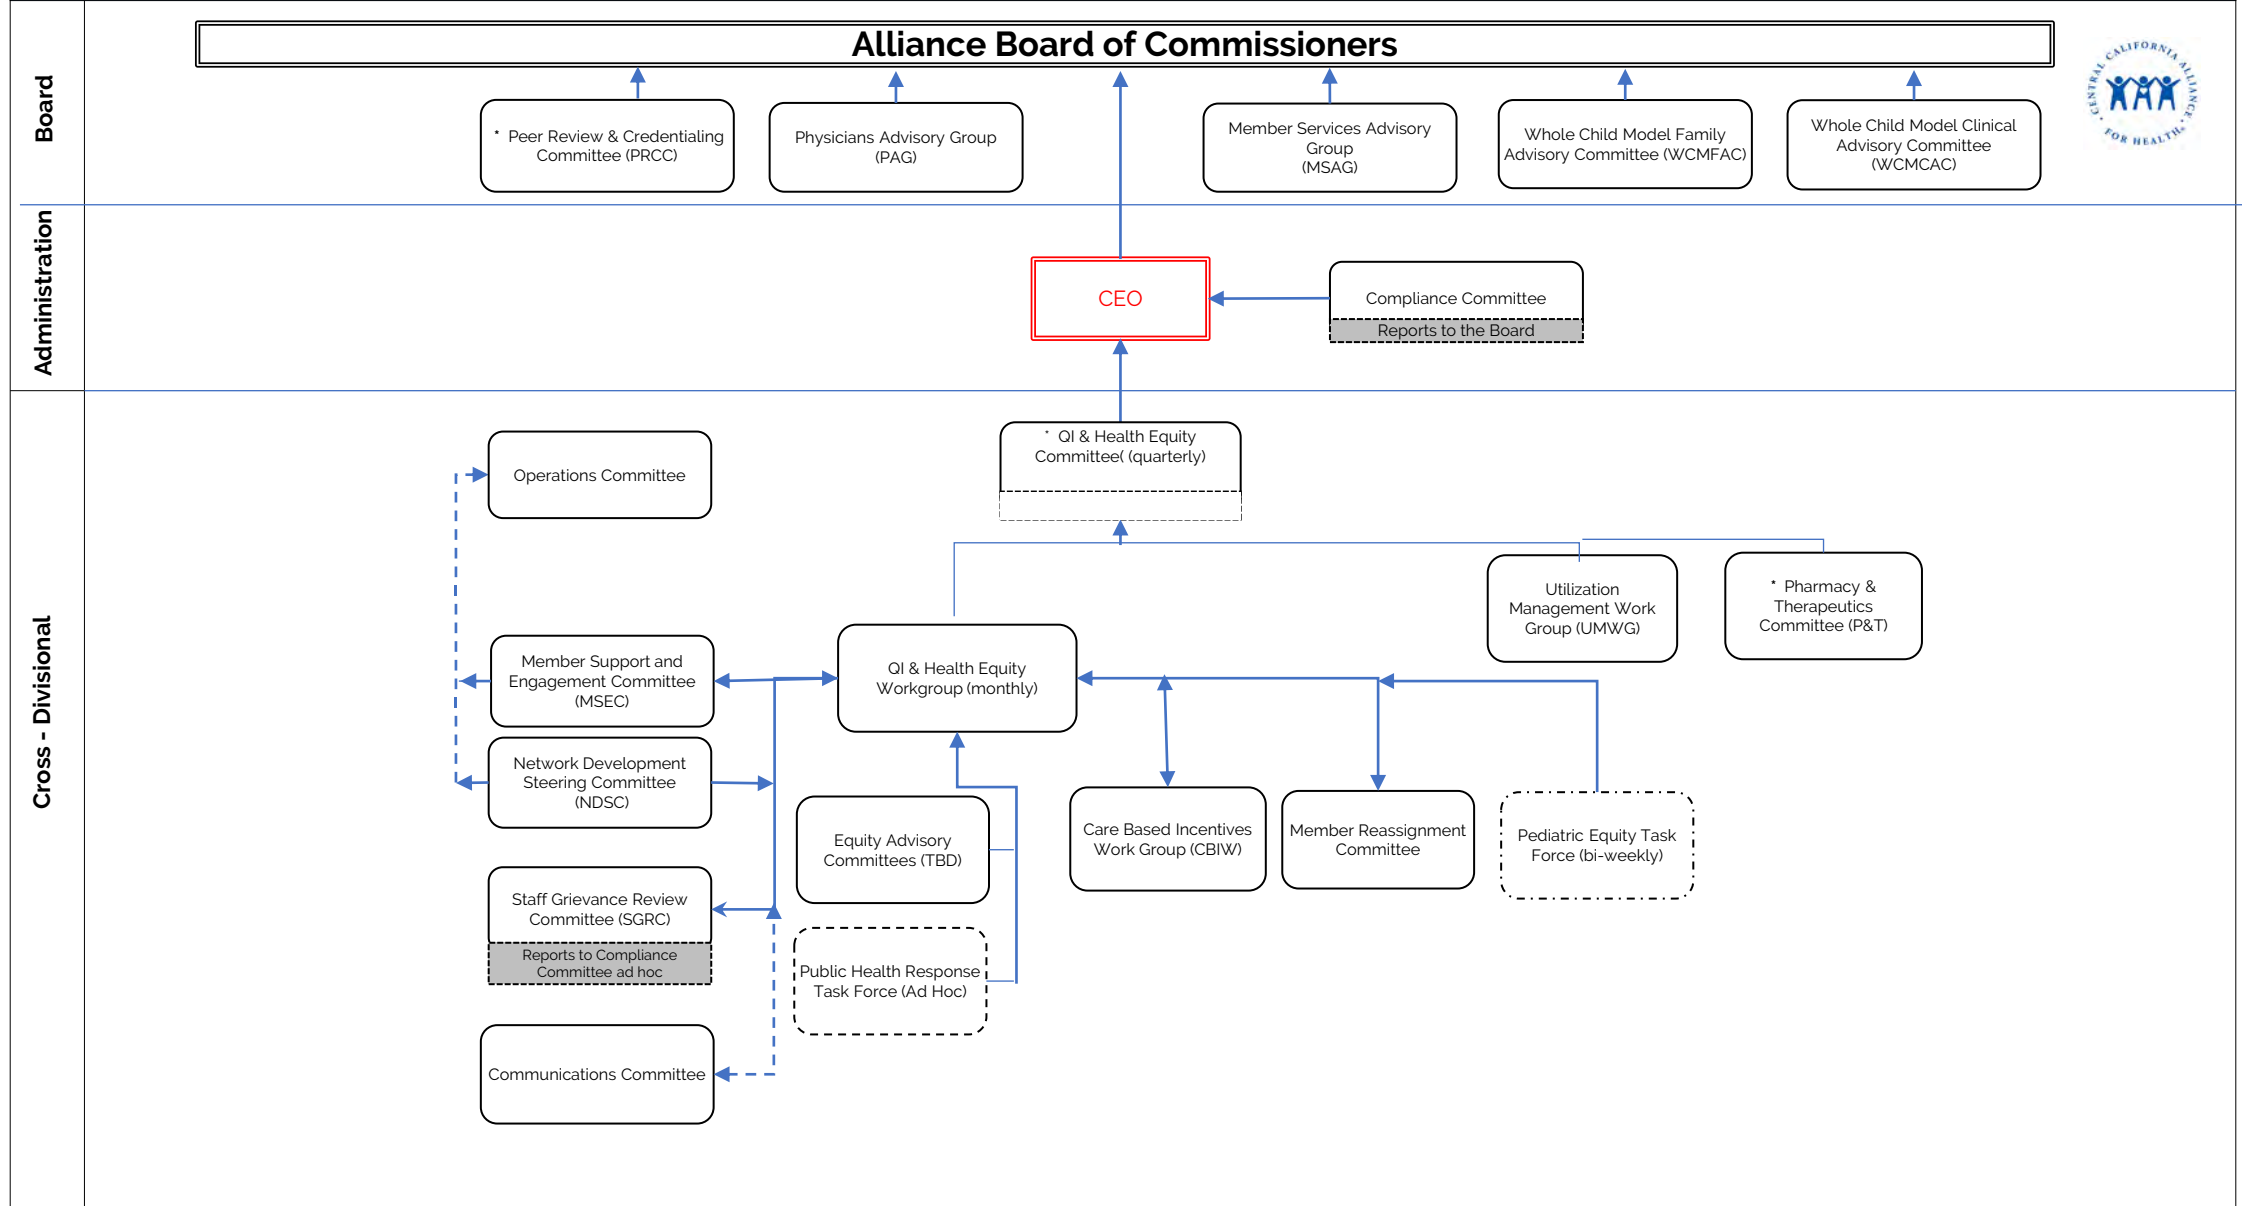 Alliance Board of Commissioners
CENTRAL CALIFORNIA ALLIANCE
FOR HEALTH
Board
* Peer Review & Credentialing
Committee (PRCC)
Physicians Advisory Group
(PAG)
Member Services Advisory
Group
(MSAG)
Whole Child Model Family
Advisory Committee (WCMFAC)
Whole Child Model Clinical
Advisory Committee
(WCMCAC)
Administration
CEO
Compliance Committee
Reports to the Board
Cross - Divisional
* QI & Health Equity
Committee( (quarterly)
Operations Committee
Utilization
Management Work
Group (UMWG)
* Pharmacy &
Therapeutics
Committee (P&T)
Member Support and
Engagement Committee
(MSEC)
QI & Health Equity
Workgroup (monthly)
Network Development
Steering Committee
(NDSC)
Equity Advisory
Committees (TBD)
Care Based Incentives
Work Group (CBIW)
Member Reassignment
Committee
Pediatric Equity Task
Force (bi-weekly)
Staff Grievance Review
Committee (SGRC)
Reports to Compliance
Committee ad hoc
Public Health Response
Task Force (Ad Hoc)
Communications Committee